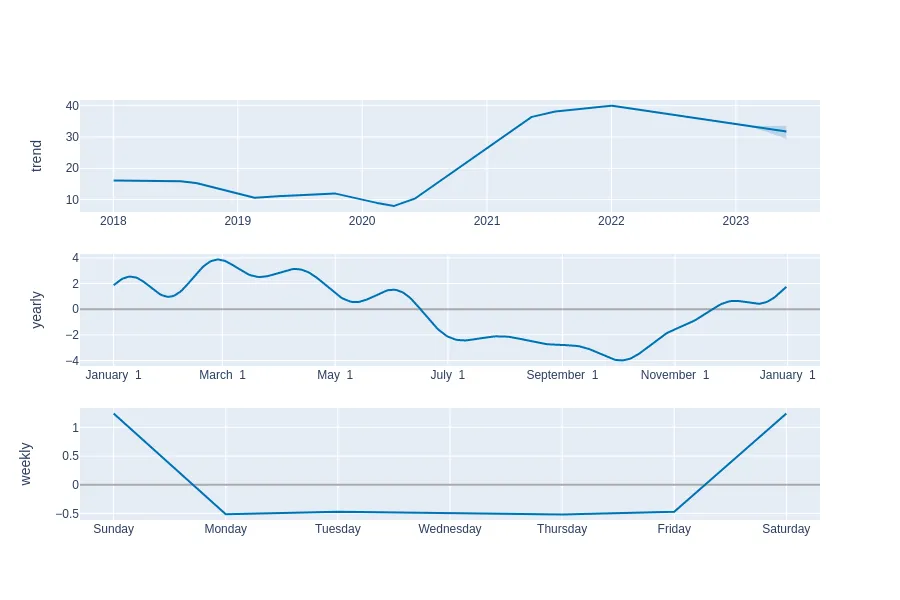 trend
40
30
20
10
2018 2019 2020 2021 2022 2023
yearly
4
2
0
−2
−4
January 1 March 1 May 1 July 1 September 1 November 1 January 1
weekly
1
0.5
0
−0.5
Sunday Monday Tuesday Wednesday Thursday Friday Saturday